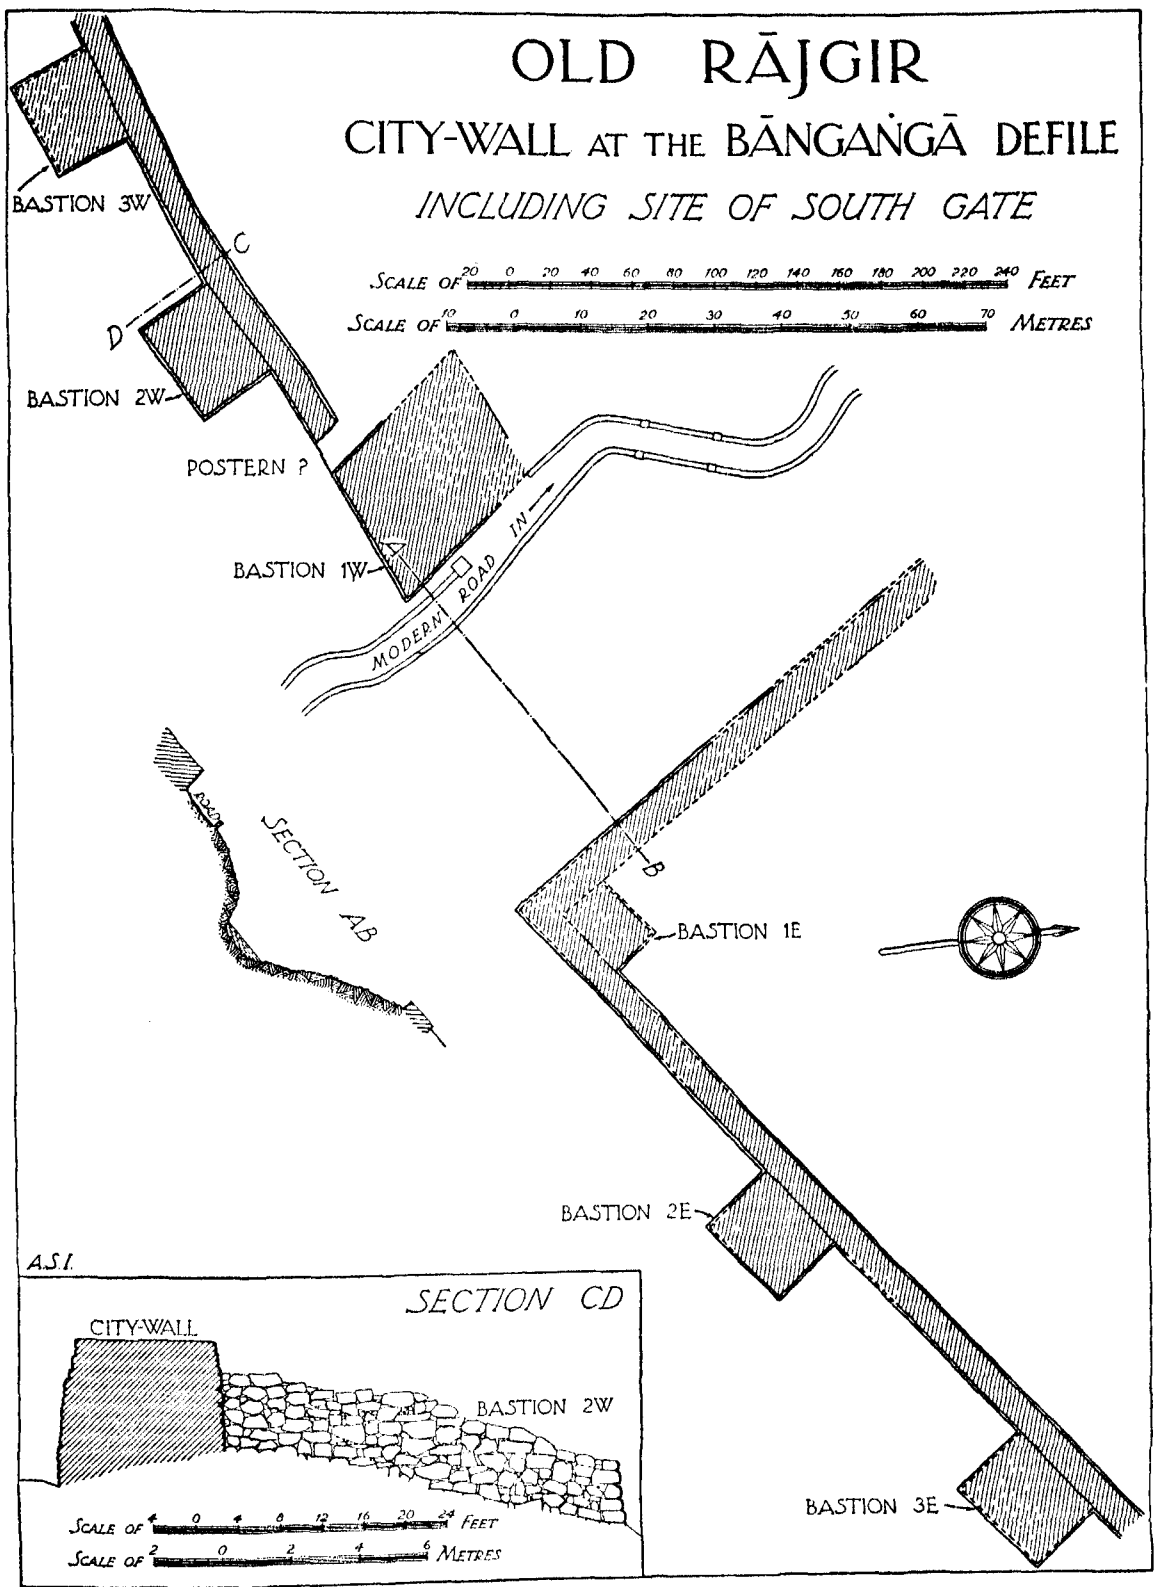 OLD RĀJGIR
CITY-WALL AT THE BĀNGAṄGĀ DEFILE
INCLUDING SITE OF SOUTH GATE
SCALE OF 20 0 20 40 60 80 100 120 140 160 180 200 220 240 FEET
SCALE OF 10 0 10 20 30 40 50 60 70 METRES
BASTION 3W
C
D
BASTION 2W
POSTERN ?
A
BASTION 1W
MODERN ROAD IN
ROAD
SECTION AB
B
BASTION 1E
BASTION 2E
BASTION 3E
A.S.I.
SECTION CD
CITY-WALL
BASTION 2W
SCALE OF 4 0 4 8 12 16 20 24 FEET
SCALE OF 2 0 2 4 6 METRES